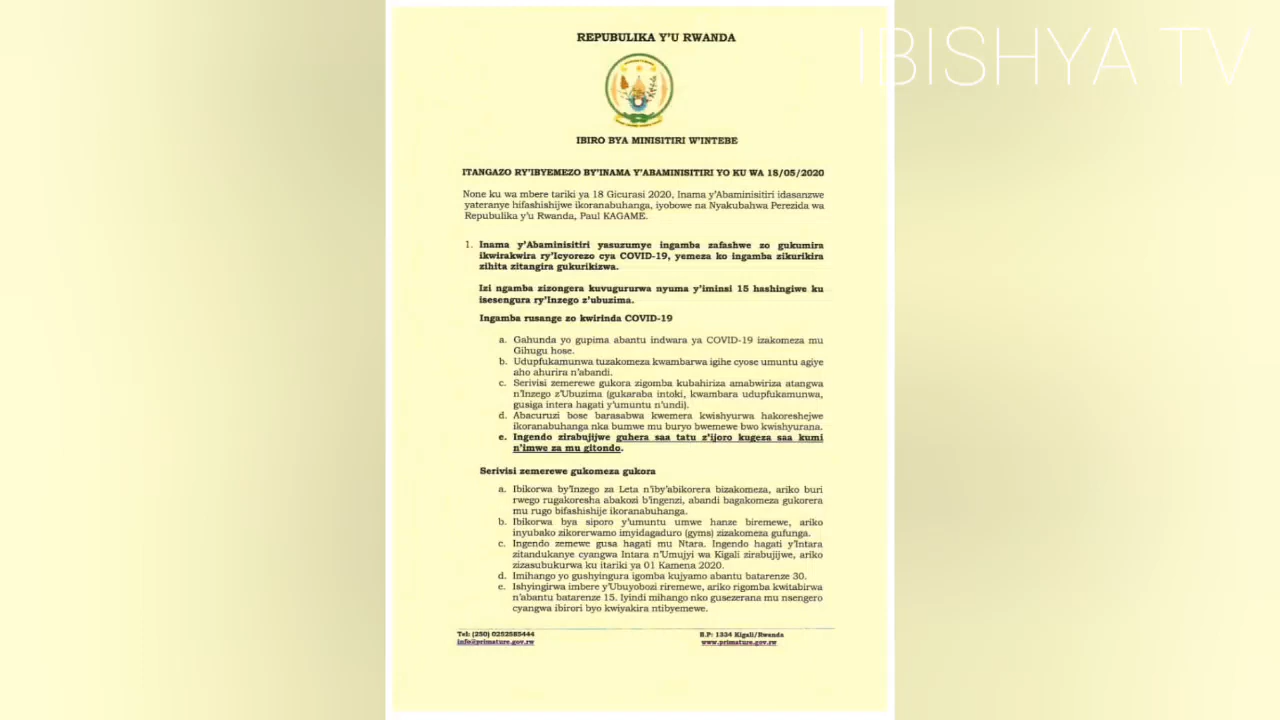 IBISHYA TV
REPUBULIKA Y'U RWANDA
IBIRO BYA MINISITIRI W'INTEBE
ITANGAZO RY'IBYEMEZO BY'INAMA Y'ABAMINISITIRI YO KU WA 18/05/2020
None ku wa mbere tariki ya 18 Gicurasi 2020, Inama y'Abaminisitiri idasanzwe
yateranye hifashishijwe ikoranabuhanga, iyobowe na Nyakubahwa Perezida wa
Repubulika y'u Rwanda, Paul KAGAME.
1. Inama y'Abaminisitiri yasuzumye ingamba zafashwe zo gukumira
ikwirakwira ry'Icyorezo cya COVID-19, yemeza ko ingamba zikurikira
zihita zitangira gukurikizwa.
Izi ngamba zizongera kuvugururwa nyuma y'iminsi 15 hashingiwe ku
isesengura ry'Inzego z'ubuzima.
Ingamba rusange zo kwirinda COVID-19
a. Gahunda yo gupima abantu indwara ya COVID-19 izakomeza mu
Gihugu hose.
b. Udupfukamunwa tuzakomeza kwambarwa igihe cyose umuntu agiye
aho ahurira n'abandi.
c. Serivisi zemerewe gukora zigomba kubahiriza amabwiriza atangwa
n'Inzego z'Ubuzima (gukaraba intoki, kwambara udupfukamunwa,
gusiga intera hagati y'umuntu n'undi).
d. Abacuruzi bose barasabwa kwemera kwishyurwa hakoreshejwe
ikoranabuhanga nka bumwe mu buryo bwemewe bwo kwishyurana.
e. Ingendo zirabujijwe guhera saa tatu z'ijoro kugeza saa kumi
n'imwe za mu gitondo.
Serivisi zemerewe gukomeza gukora
a. Ibikorwa by'Inzego za Leta n'iby'abikorera bizakomeza, ariko buri
rwego rugakoresha abakozi b'ingenzi, abandi bagakomeza gukorera
mu rugo bifashishije ikoranabuhanga.
b. Ibikorwa bya siporo y'umuntu umwe hanze biremewe, ariko
inyubako zikorerwamo imyidagaduro (gyms) zizakomeza gufunga.
c. Ingendo zemewe gusa hagati mu Ntara. Ingendo hagati y'Intara
zitandukanye cyangwa Intara n'Umujyi wa Kigali zirabujijwe, ariko
zizasubukurwa ku itariki ya 01 Kamena 2020.
d. Imihango yo gushyingura igomba kujyamo abantu batarenze 30.
e. Ishyingirwa imbere y'Ubuyobozi riremewe, ariko rigomba kwitabirwa
n'abantu batarenze 15. Iyindi mihango nko gusezerana mu nsengero
cyangwa ibirori byo kwiyakira ntibyemewe.
Tel: (250) 0252585444
info@primature.gov.rw
B.P: 1334 Kigali/Rwanda
www.primature.gov.rw